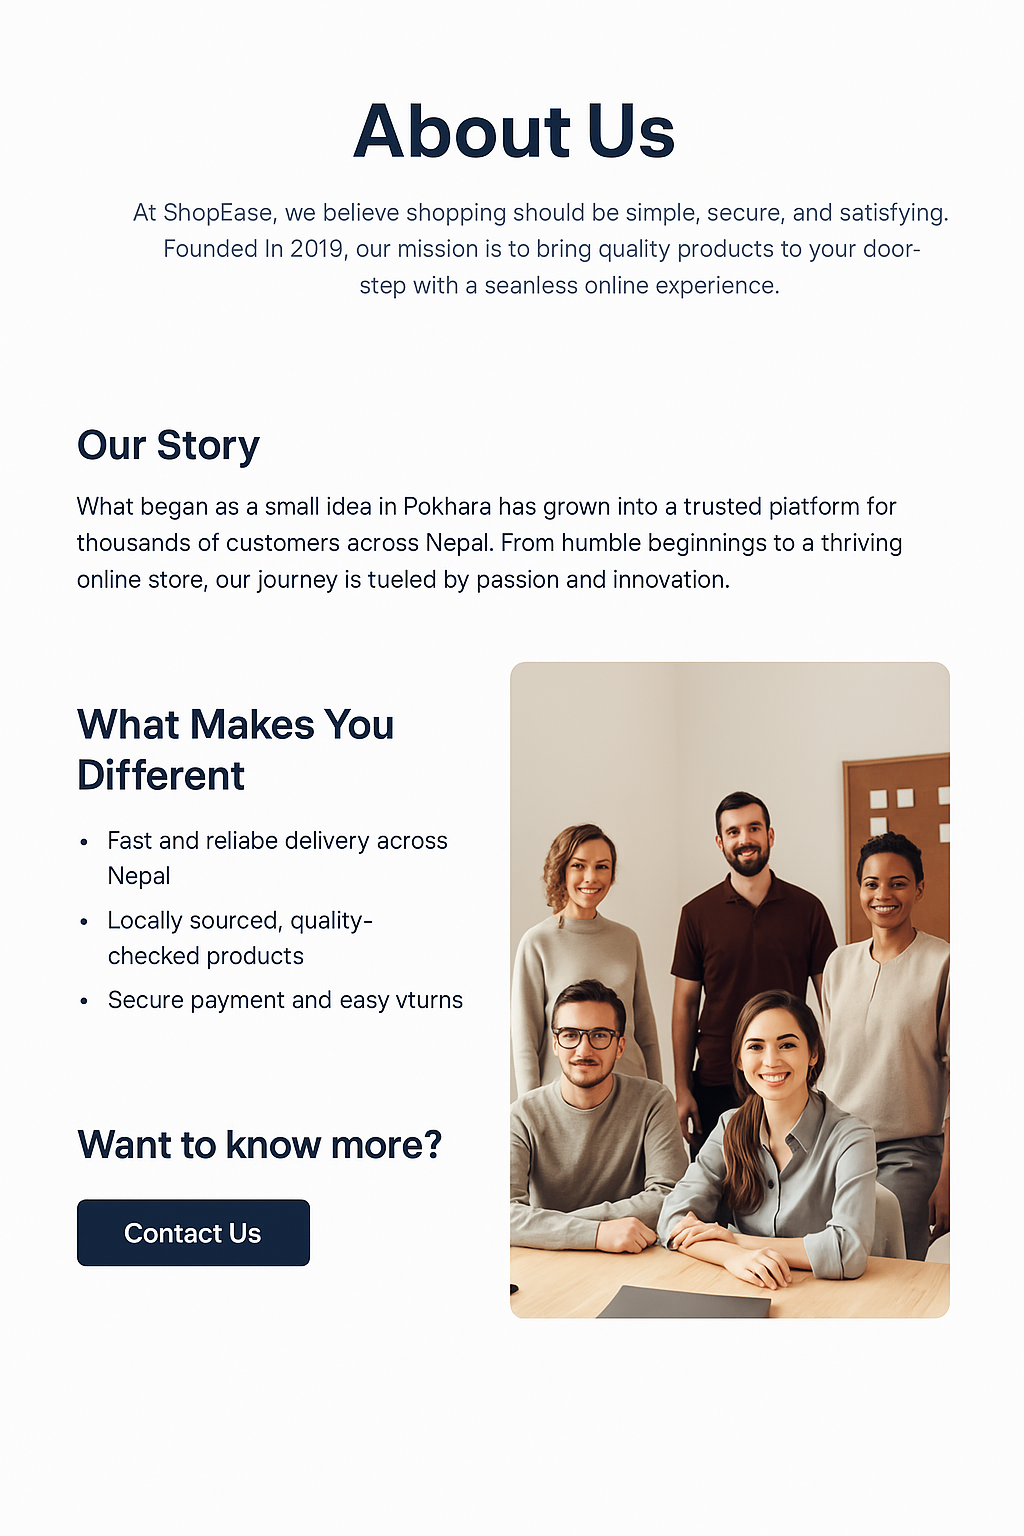 About Us
At ShopEase, we believe shopping should be simple, secure, and satisfying.
Founded In 2019, our mission is to bring quality products to your door-
step with a seanless online experience.
Our Story
What began as a small idea in Pokhara has grown into a trusted piatform for
thousands of customers across Nepal. From humble beginnings to a thriving
online store, our journey is tueled by passion and innovation.
What Makes You
Different
• Fast and reliabe delivery across
Nepal
• Locally sourced, quality-
checked products
• Secure payment and easy vturns
Want to know more?
Contact Us